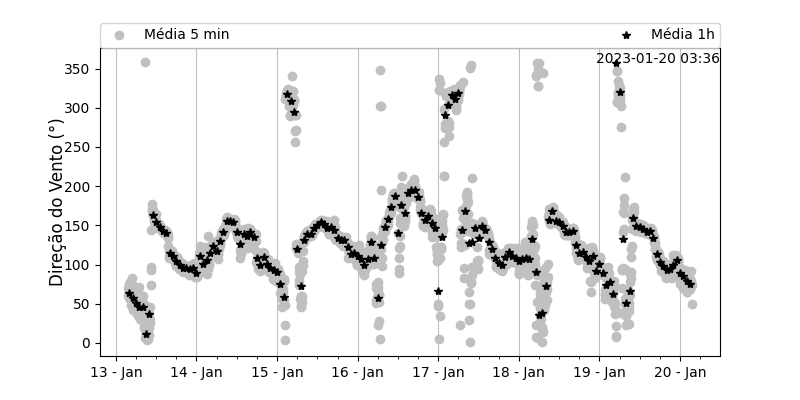 Média 5 min
Média 1h
2023-01-20 03:36
Direção do Vento (°)
350
300
250
200
150
100
50
0
13 - Jan
14 - Jan
15 - Jan
16 - Jan
17 - Jan
18 - Jan
19 - Jan
20 - Jan